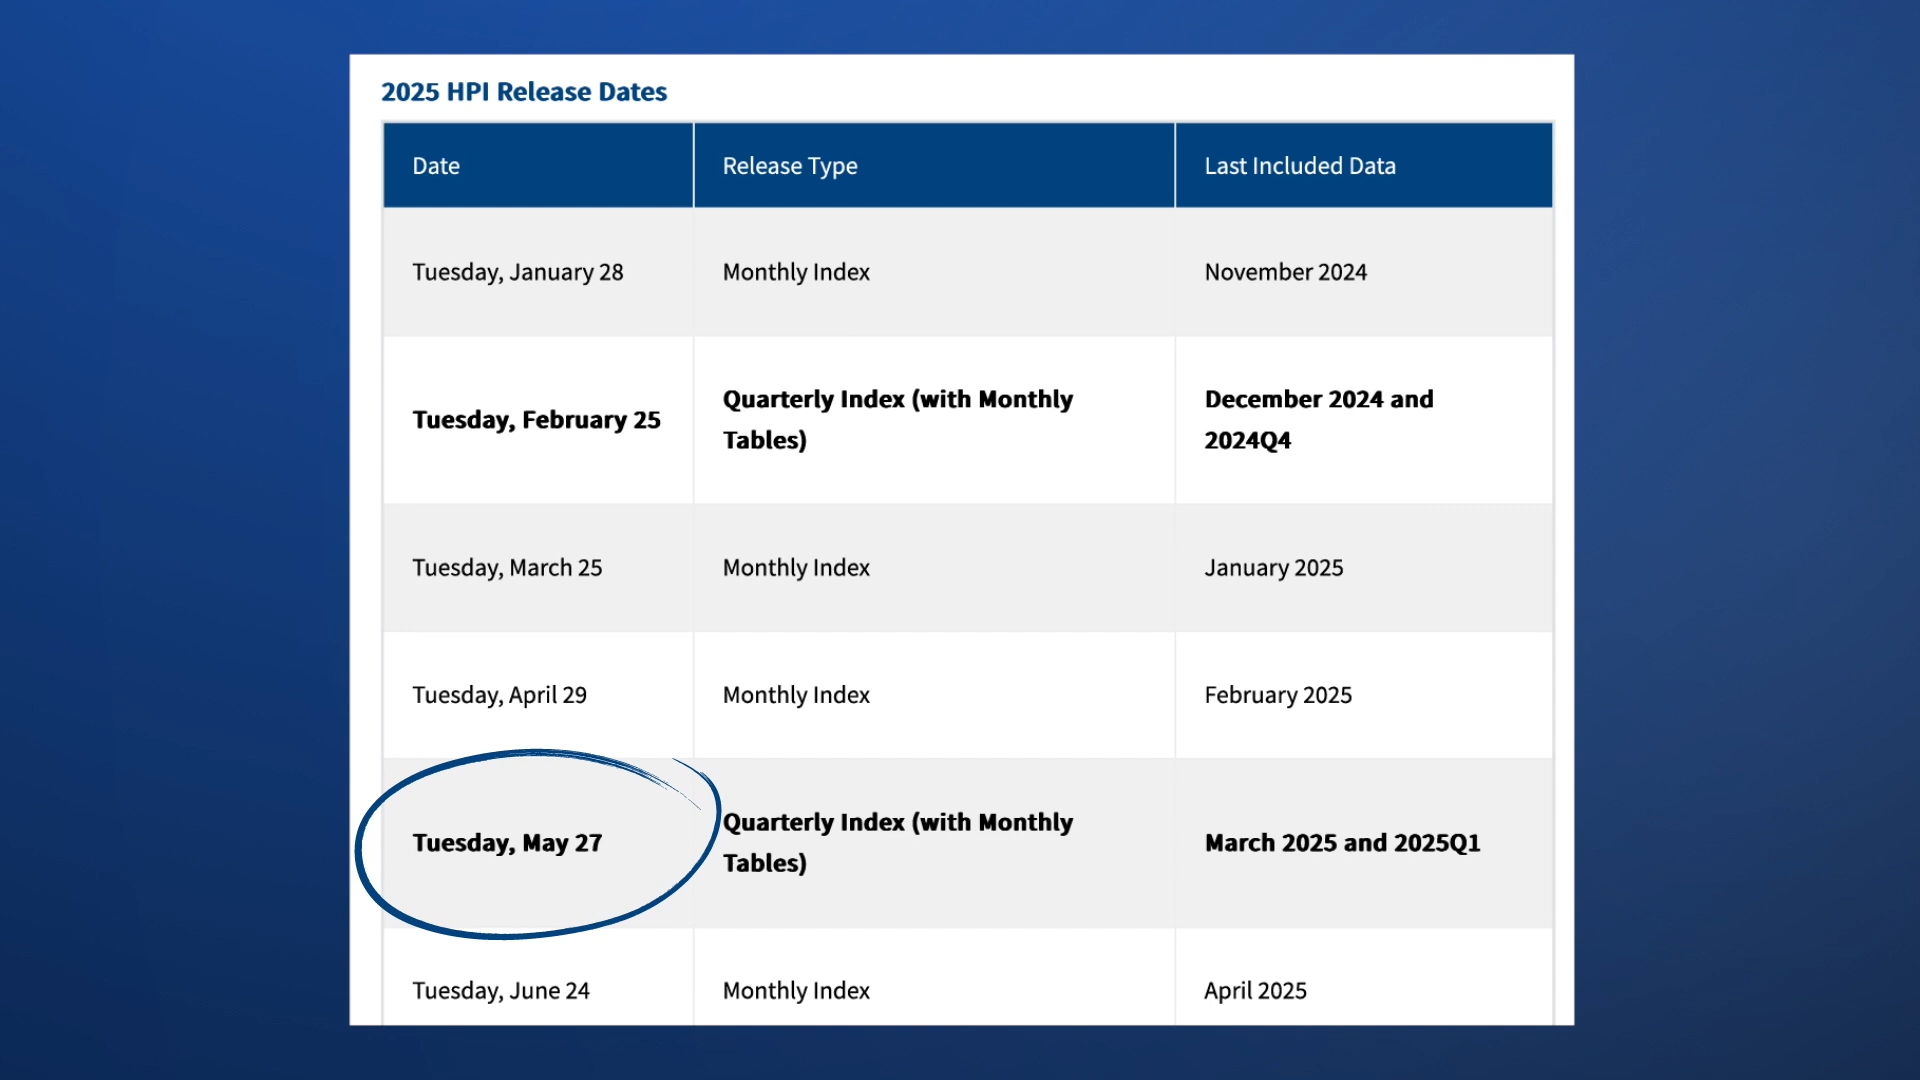 2025 HPI Release Dates
Date Release Type Last Included Data
Tuesday, January 28 Monthly Index November 2024
Tuesday, February 25 Quarterly Index (with Monthly Tables) December 2024 and 2024Q4
Tuesday, March 25 Monthly Index January 2025
Tuesday, April 29 Monthly Index February 2025
Tuesday, May 27 Quarterly Index (with Monthly Tables) March 2025 and 2025Q1
Tuesday, June 24 Monthly Index April 2025